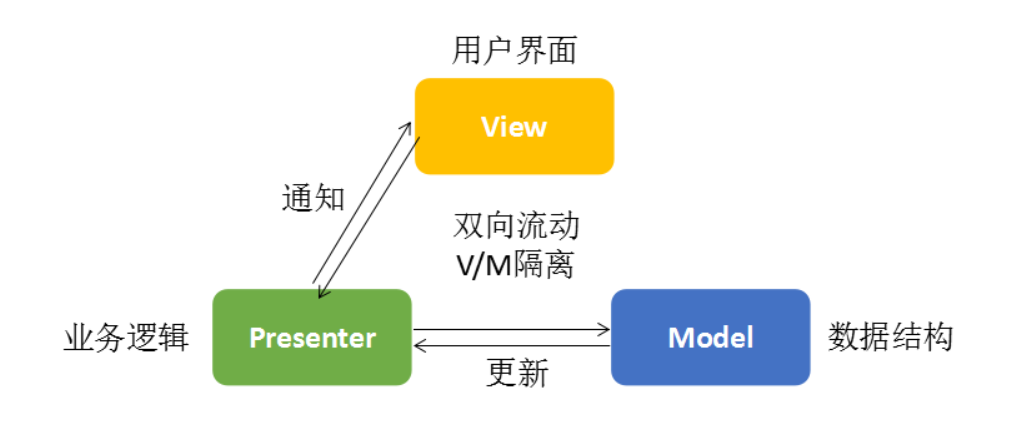 用户界面
View
通知
双向流动
V/M隔离
业务逻辑
Presenter
Model
数据结构
更新